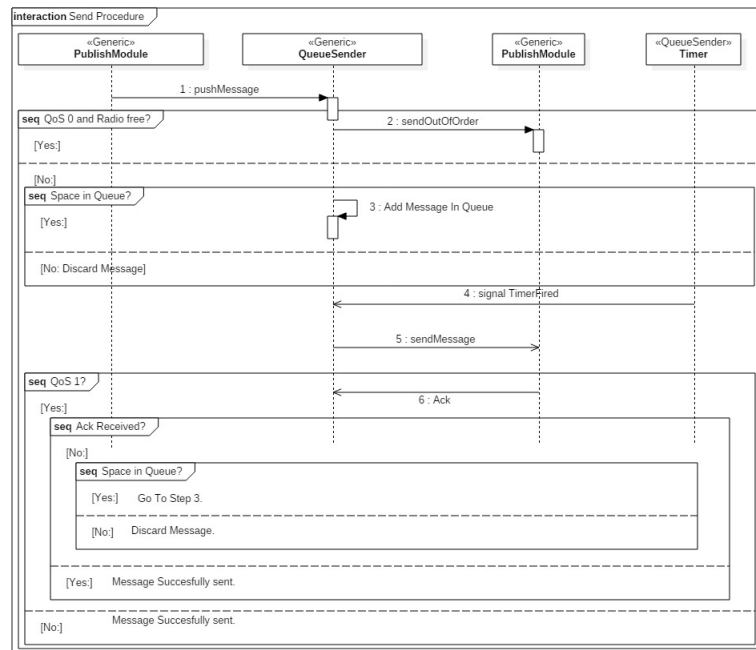 interaction Send Procedure
«Generic»
PublishModule
«Generic»
QueueSender
«Generic»
PublishModule
«QueueSender»
Timer
1 : pushMessage
seq QoS 0 and Radio free?
2 : sendOutOfOrder
[Yes:]
[No:]
seq Space in Queue?
3 : Add Message In Queue
[Yes:]
[No: Discard Message]
4 : signal TimerFired
5 : sendMessage
seq QoS 1?
6 : Ack
[Yes:]
seq Ack Received?
[No:]
seq Space in Queue?
[Yes:] Go To Step 3.
[No:] Discard Message.
[Yes:] Message Succesfully sent.
[No:] Message Succesfully sent.